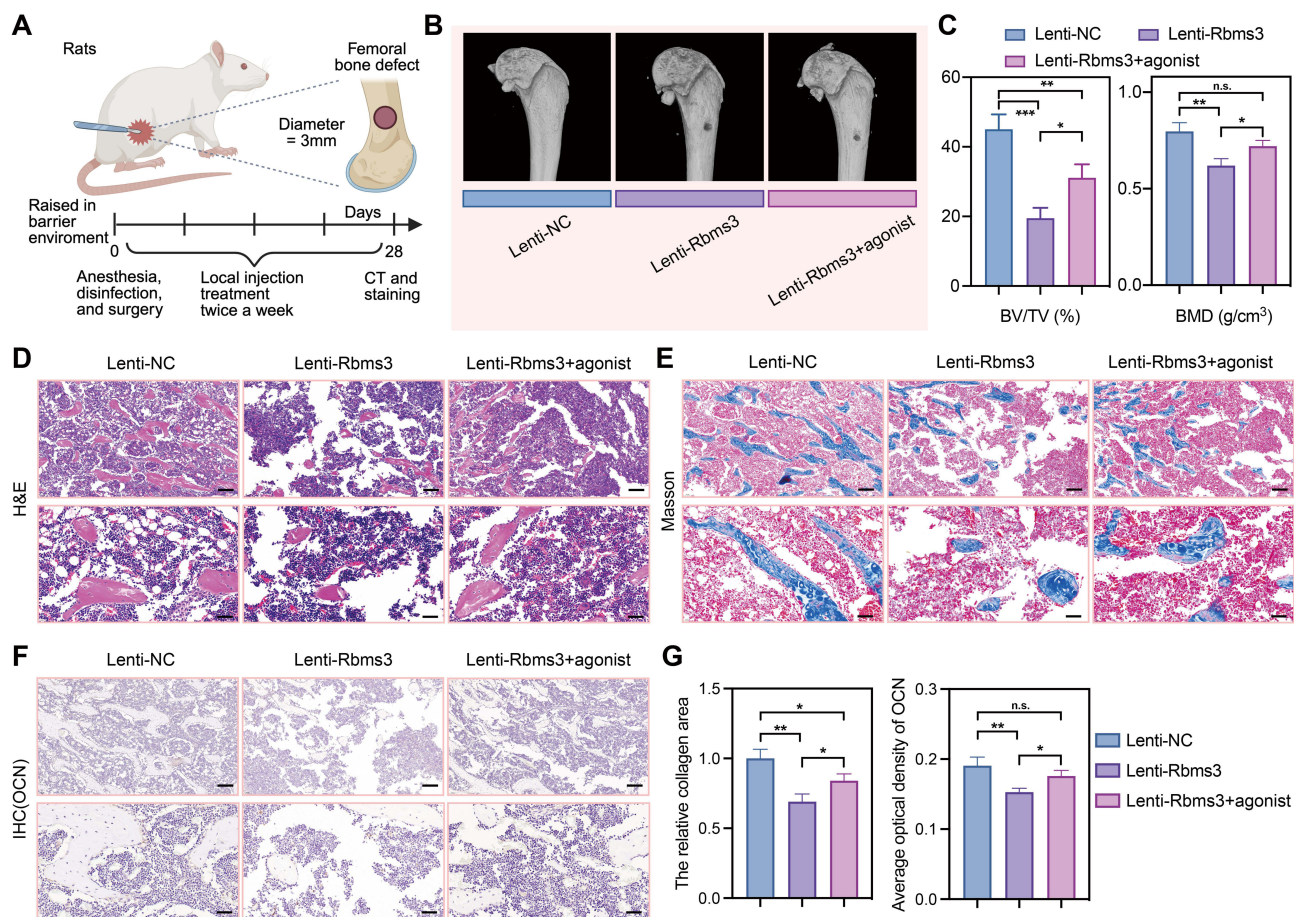 A
Rats
Femoral
bone defect
Diameter
= 3mm
Raised in
barrier
enviroment
Days
0
28
Anesthesia,
disinfection,
and surgery
Local injection
treatment
twice a week
CT and
staining
B
Lenti-NC
Lenti-Rbms3
Lenti-Rbms3+agonist
C
Lenti-NC
Lenti-Rbms3
Lenti-Rbms3+agonist
60
40
20
0
**
***
*
BV/TV (%)
1.0
0.5
0.0
n.s.
**
*
BMD (g/cm³)
D
Lenti-NC
Lenti-Rbms3
Lenti-Rbms3+agonist
H&E
E
Lenti-NC
Lenti-Rbms3
Lenti-Rbms3+agonist
Masson
F
Lenti-NC
Lenti-Rbms3
Lenti-Rbms3+agonist
IHC(OCN)
G
The relative collagen area
1.5
1.0
0.5
0.0
*
**
*
Average optical density of OCN
0.3
0.2
0.1
0.0
n.s.
**
*
Lenti-NC
Lenti-Rbms3
Lenti-Rbms3+agonist